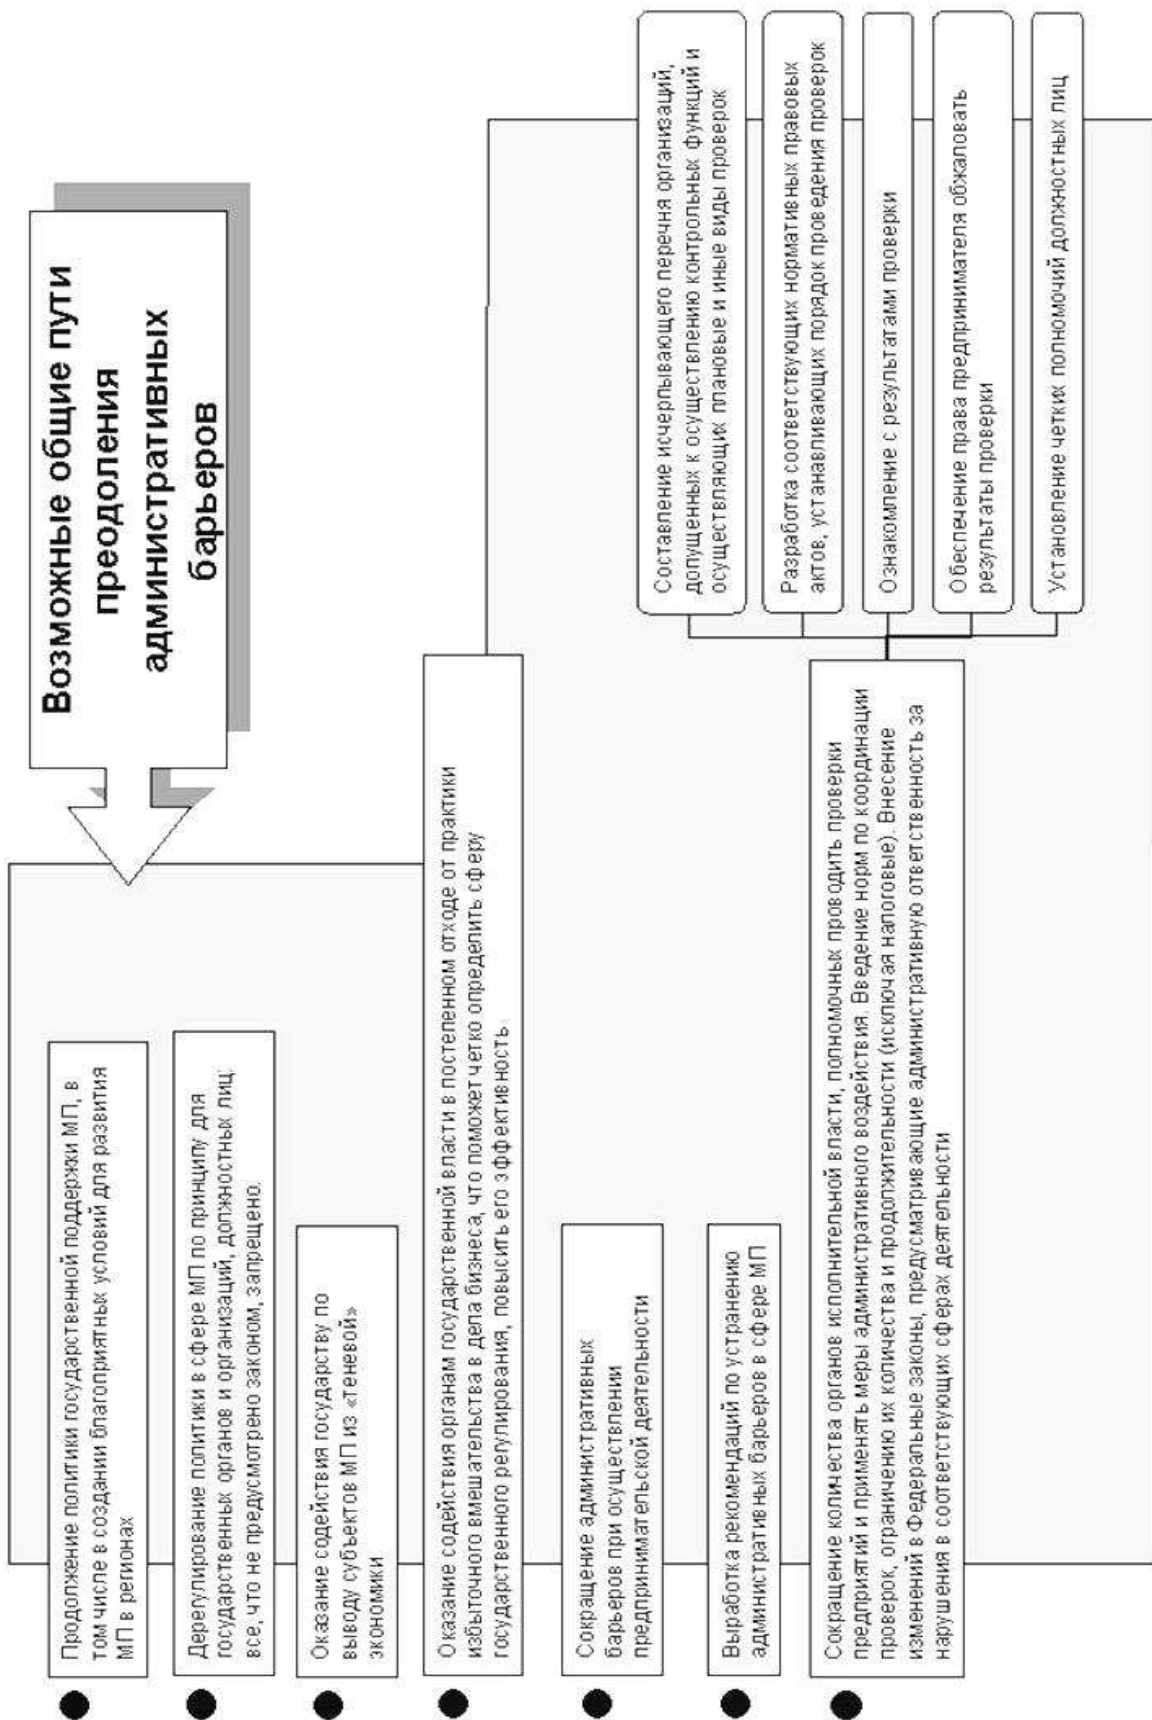 Возможные общие пути
преодоления
административных
барьеров
Продолжение политики государственной поддержки МП, в
том числе в создании благоприятных условий для развития
МП в регионах
Дерегулирование политики в сфере МП по принципу для
государственных органов и организаций, должностных лиц:
все, что не предусмотрено законом, запрещено.
Оказание содействия государству по
выводу субъектов МП из «теневой»
экономики
Оказание содействия органам государственной власти в постепенном отходе от практики
избыточного вмешательства в дела бизнеса, что поможет четко определить сферу
государственного регулирования, повысить его эффективность
Сокращение административных
барьеров при осуществлении
предпринимательской деятельности
Выработка рекомендаций по устранению
административных барьеров в сфере МП
Сокращение количества органов исполнительной власти, полномочных проводить проверки
предприятий и применять меры административного воздействия. Введение норм по координации
проверок, ограничению их количества и продолжительности (исключая налоговые). Внесение
изменений в Федеральные законы, предусматривающие административную ответственность за
нарушения в соответствующих сферах деятельности
Составление исчерпывающего перечня организаций,
допущенных к осуществлению контрольных функций и
осуществляющих плановые и иные виды проверок
Разработка соответствующих нормативных правовых
актов, устанавливающих порядок проведения проверок
Ознакомление с результатами проверки
Обеспечение права предпринимателя обжаловать
результаты проверки
Установление четких полномочий должностных лиц